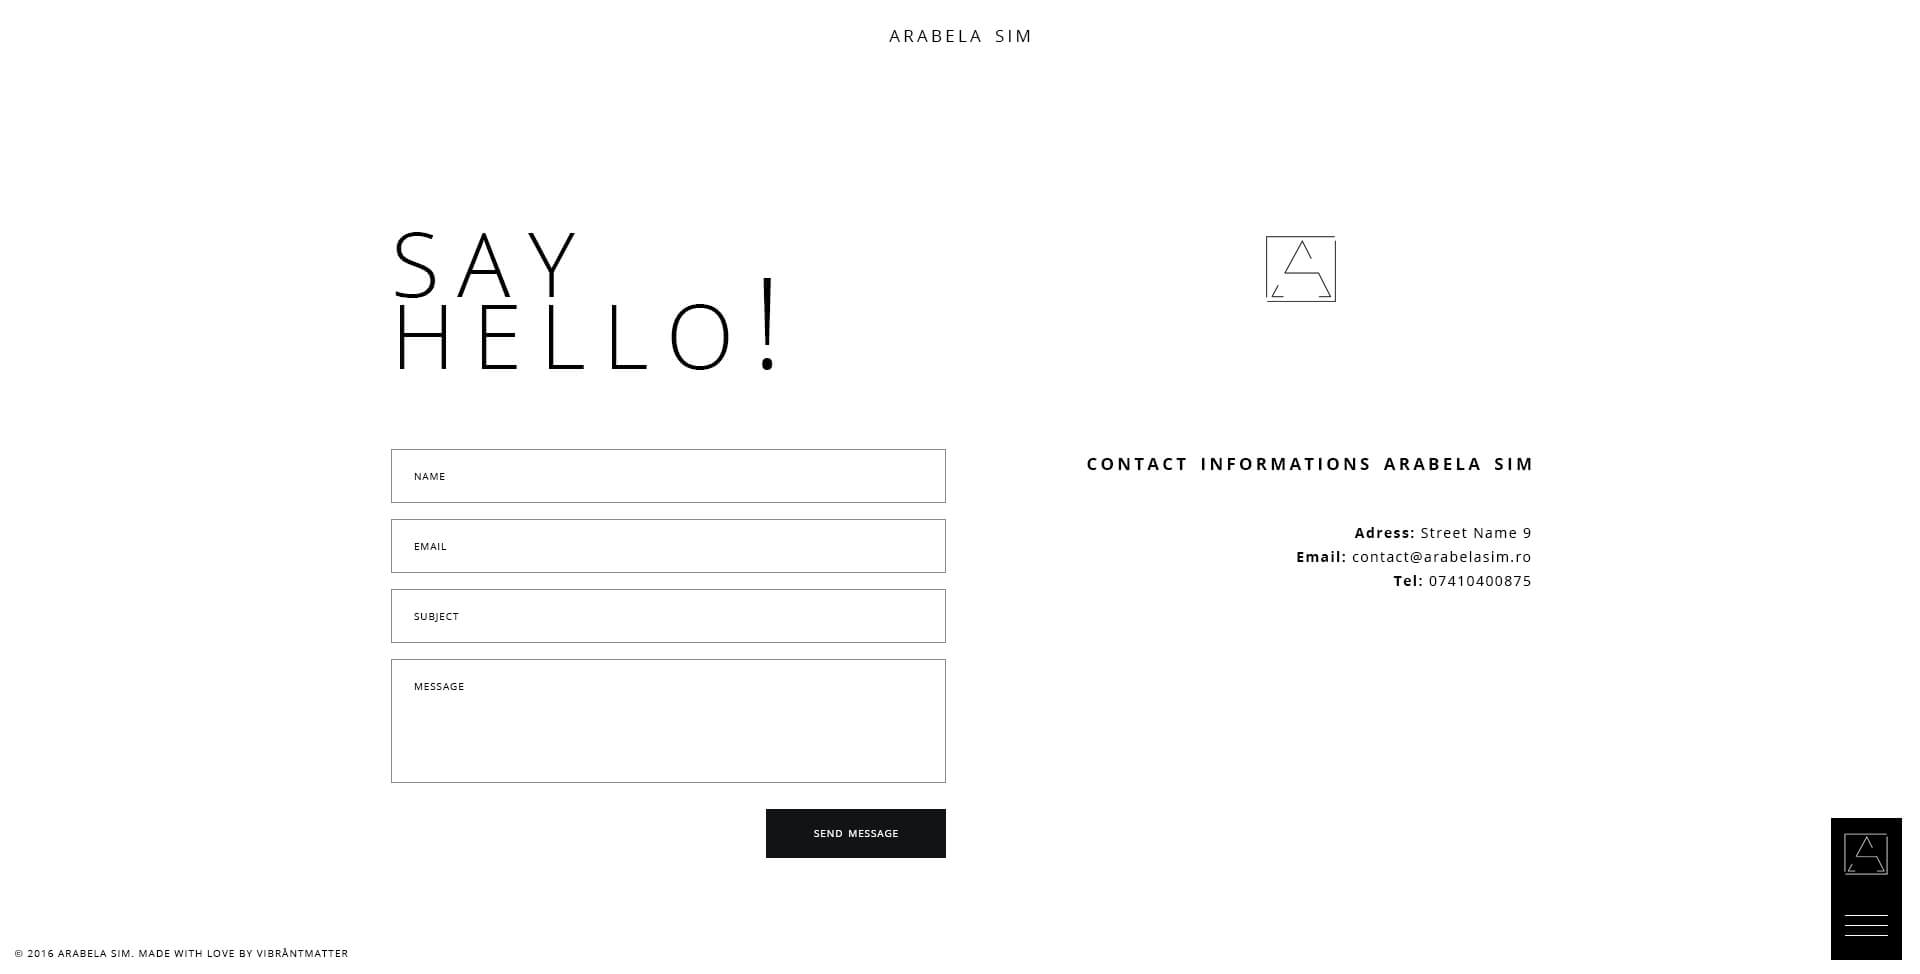 ARABELA SIM
SAY
HELLO!
NAME
EMAIL
SUBJECT
MESSAGE
SEND MESSAGE
CONTACT INFORMATIONS ARABELA SIM
Adress: Street Name 9
Email: contact@arabelasim.ro
Tel: 07410400875
© 2016 ARABELA SIM. MADE WITH LOVE BY VIBRÅNTMATTER